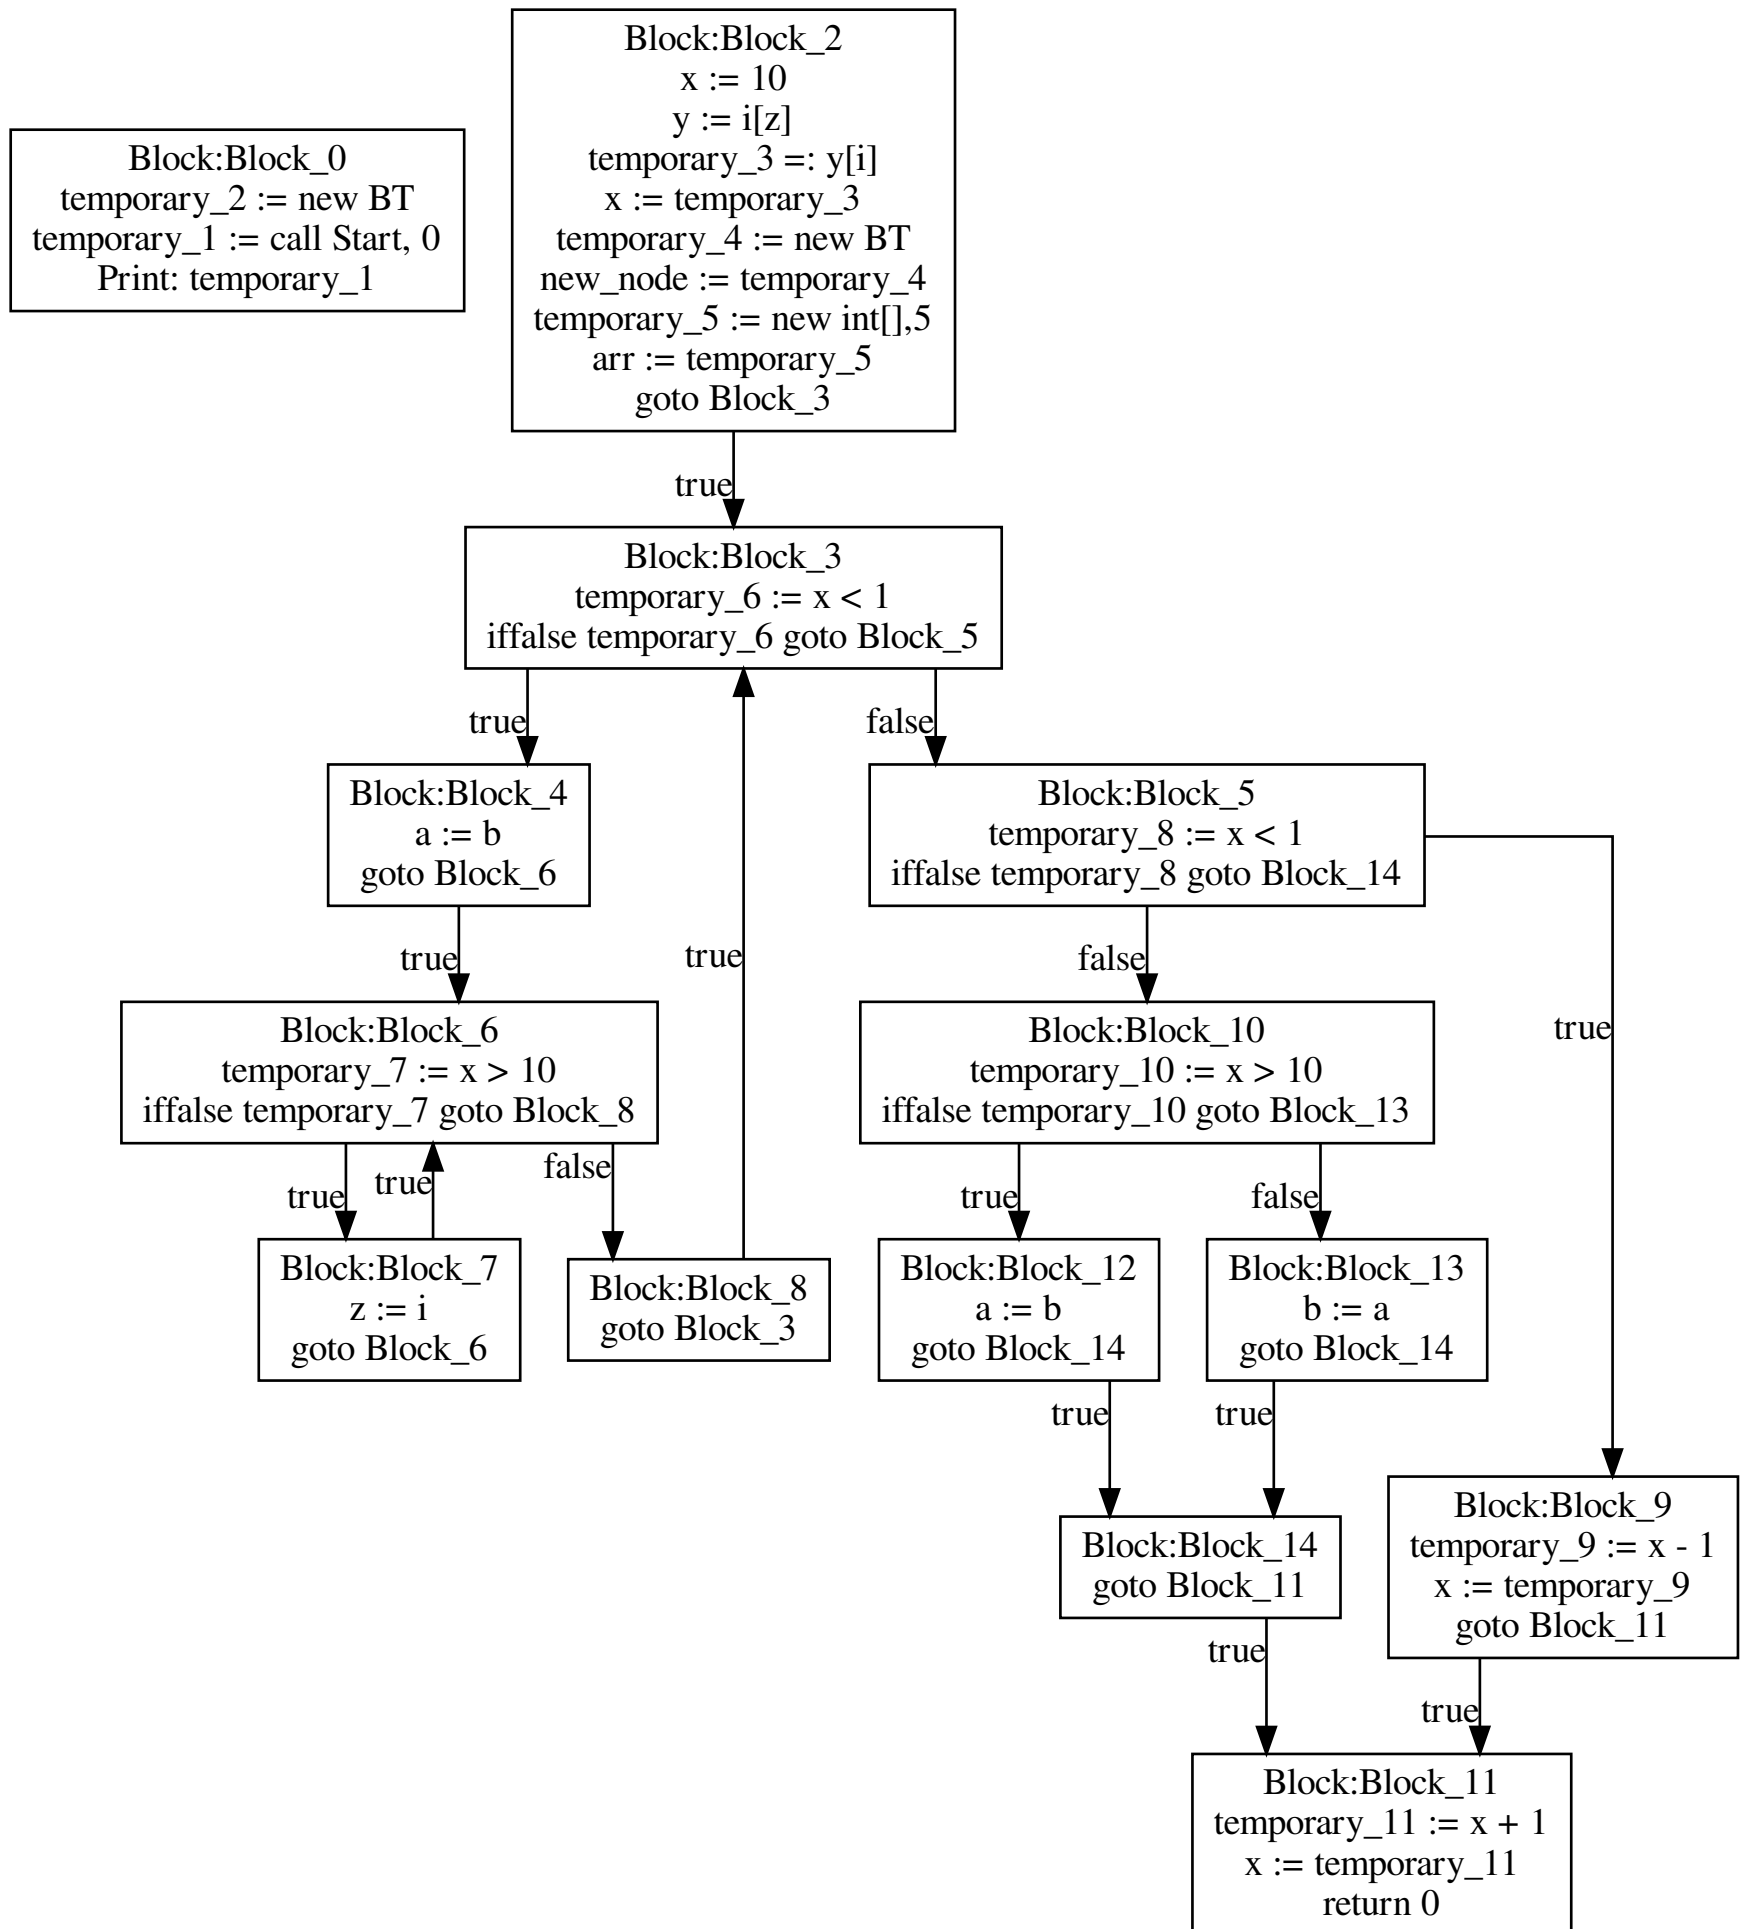 Block:Block_0
temporary_2 := new BT
temporary_1 := call Start, 0
Print: temporary_1
Block:Block_2
x := 10
y := i[z]
temporary_3 =: y[i]
x := temporary_3
temporary_4 := new BT
new_node := temporary_4
temporary_5 := new int[],5
arr := temporary_5
goto Block_3
true
Block:Block_3
temporary_6 := x < 1
iffalse temporary_6 goto Block_5
true
false
Block:Block_4
a := b
goto Block_6
Block:Block_5
temporary_8 := x < 1
iffalse temporary_8 goto Block_14
true
true
false
true
Block:Block_6
temporary_7 := x > 10
iffalse temporary_7 goto Block_8
Block:Block_10
temporary_10 := x > 10
iffalse temporary_10 goto Block_13
true
true
false
true
false
Block:Block_7
z := i
goto Block_6
Block:Block_8
goto Block_3
Block:Block_12
a := b
goto Block_14
Block:Block_13
b := a
goto Block_14
true
true
Block:Block_14
goto Block_11
Block:Block_9
temporary_9 := x - 1
x := temporary_9
goto Block_11
true
true
Block:Block_11
temporary_11 := x + 1
x := temporary_11
return 0